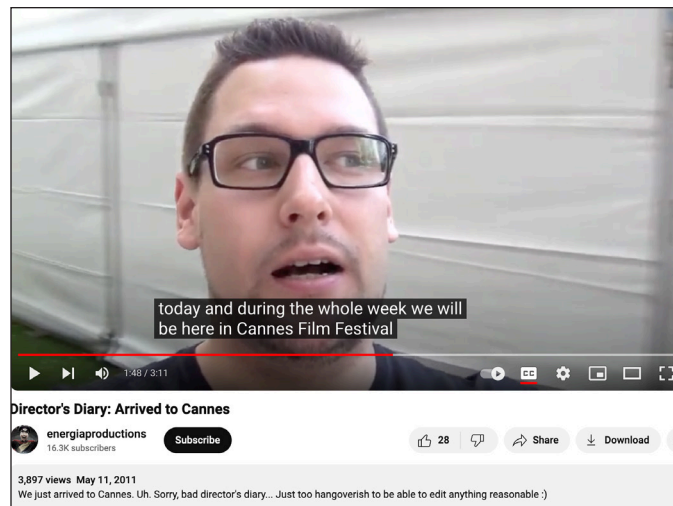 today and during the whole week we will
be here in Cannes Film Festival
1:48 / 3:11
CC
Director's Diary: Arrived to Cannes
energiaproductions
16.3K subscribers
Subscribe
28
Share
Download
3,897 views May 11, 2011
We just arrived to Cannes. Uh. Sorry, bad director's diary... Just too hangoverish to be able to edit anything reasonable :)